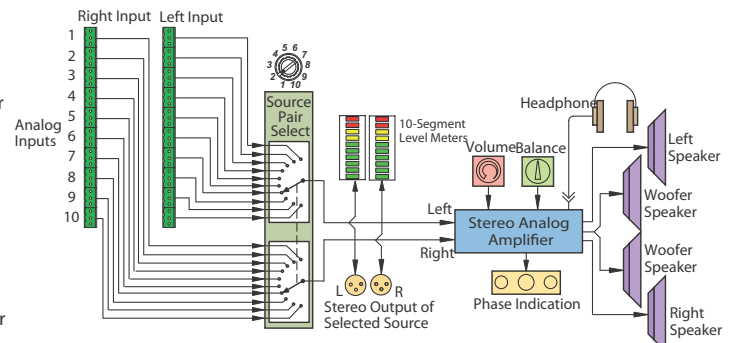 Right Input
Left Input
1
2
3
4
5
6
7
8
9
10
Analog
Inputs
r
r
5 6
4 7
3 8
2 9
1 10
Source
Pair
Select
10-Segment
Level Meters
Volume
Balance
Headphone
Left
Speaker
Woofer
Speaker
Left
Right
Stereo Analog
Amplifier
Woofer
Speaker
Phase Indication
L
R
Stereo Output of
Selected Source
Right
Speaker